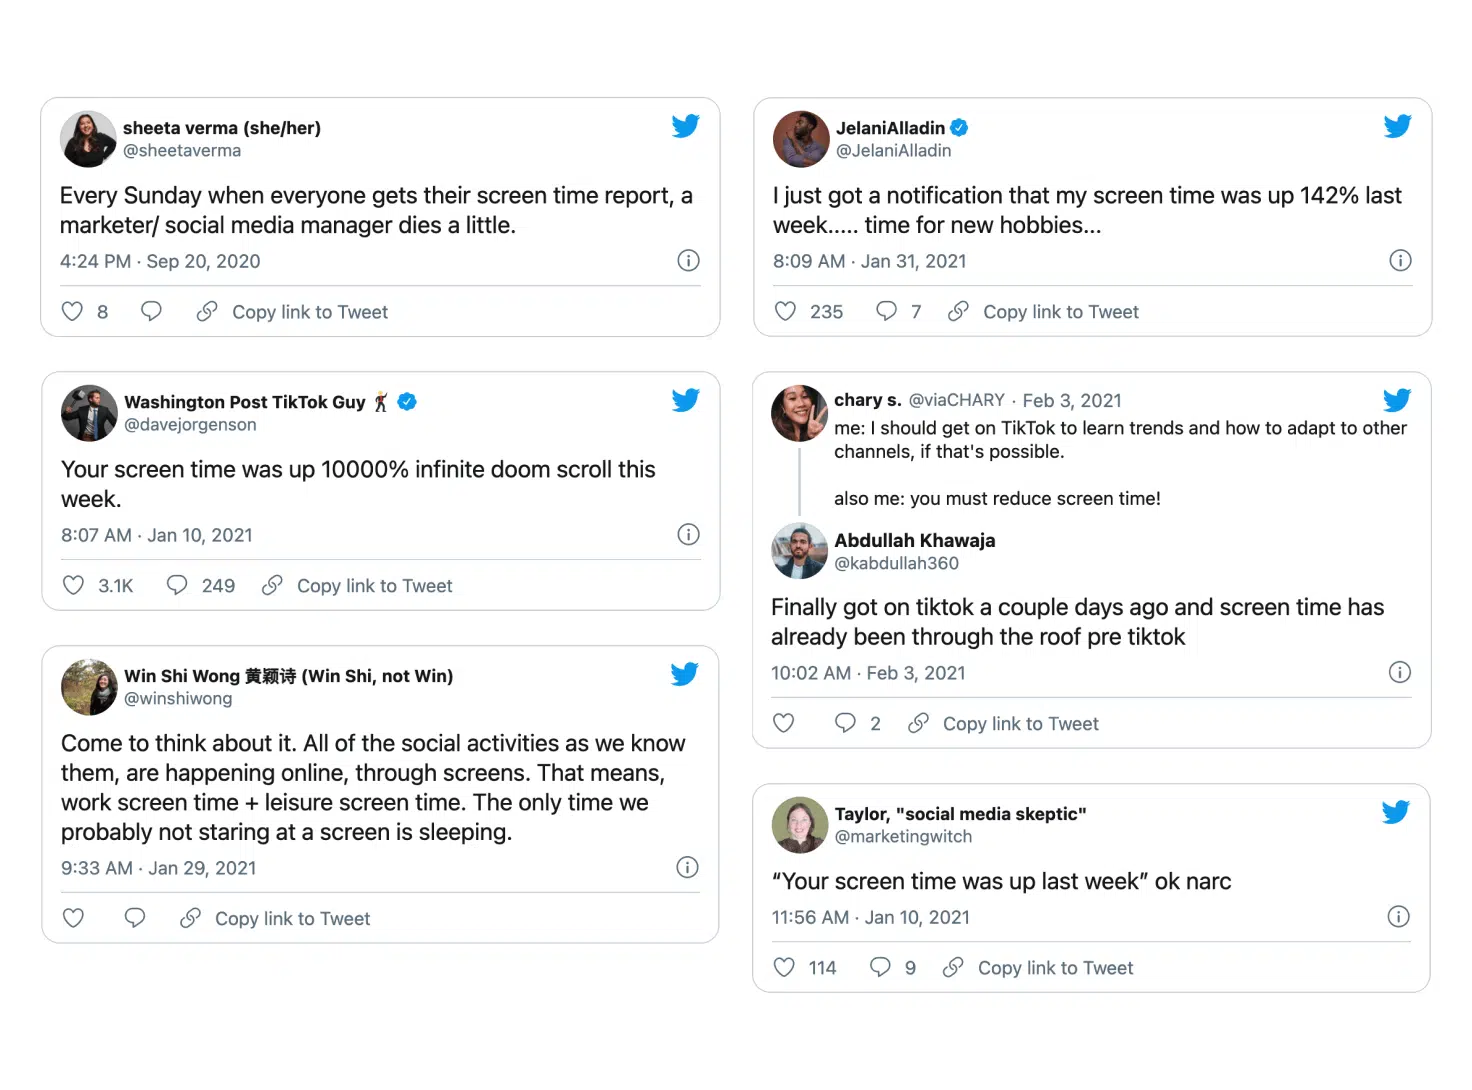 sheeta verma (she/her)
@sheetaverma
Every Sunday when everyone gets their screen time report, a
marketer/ social media manager dies a little.
4:24 PM · Sep 20, 2020
8
Copy link to Tweet
Washington Post TikTok Guy
@davejorgenson
Your screen time was up 10000% infinite doom scroll this
week.
8:07 AM · Jan 10, 2021
3.1K 249 Copy link to Tweet
Win Shi Wong 黄颖诗 (Win Shi, not Win)
@winshiwong
Come to think about it. All of the social activities as we know
them, are happening online, through screens. That means,
work screen time + leisure screen time. The only time we
probably not staring at a screen is sleeping.
9:33 AM · Jan 29, 2021
Copy link to Tweet
JelaniAlladin
@JelaniAlladin
I just got a notification that my screen time was up 142% last
week..... time for new hobbies...
8:09 AM · Jan 31, 2021
235 7 Copy link to Tweet
chary s. @viaCHARY · Feb 3, 2021
me: I should get on TikTok to learn trends and how to adapt to other
channels, if that's possible.
also me: you must reduce screen time!
Abdullah Khawaja
@kabdullah360
Finally got on tiktok a couple days ago and screen time has
already been through the roof pre tiktok
10:02 AM · Feb 3, 2021
2 Copy link to Tweet
Taylor, "social media skeptic"
@marketingwitch
“Your screen time was up last week” ok narc
11:56 AM · Jan 10, 2021
114 9 Copy link to Tweet